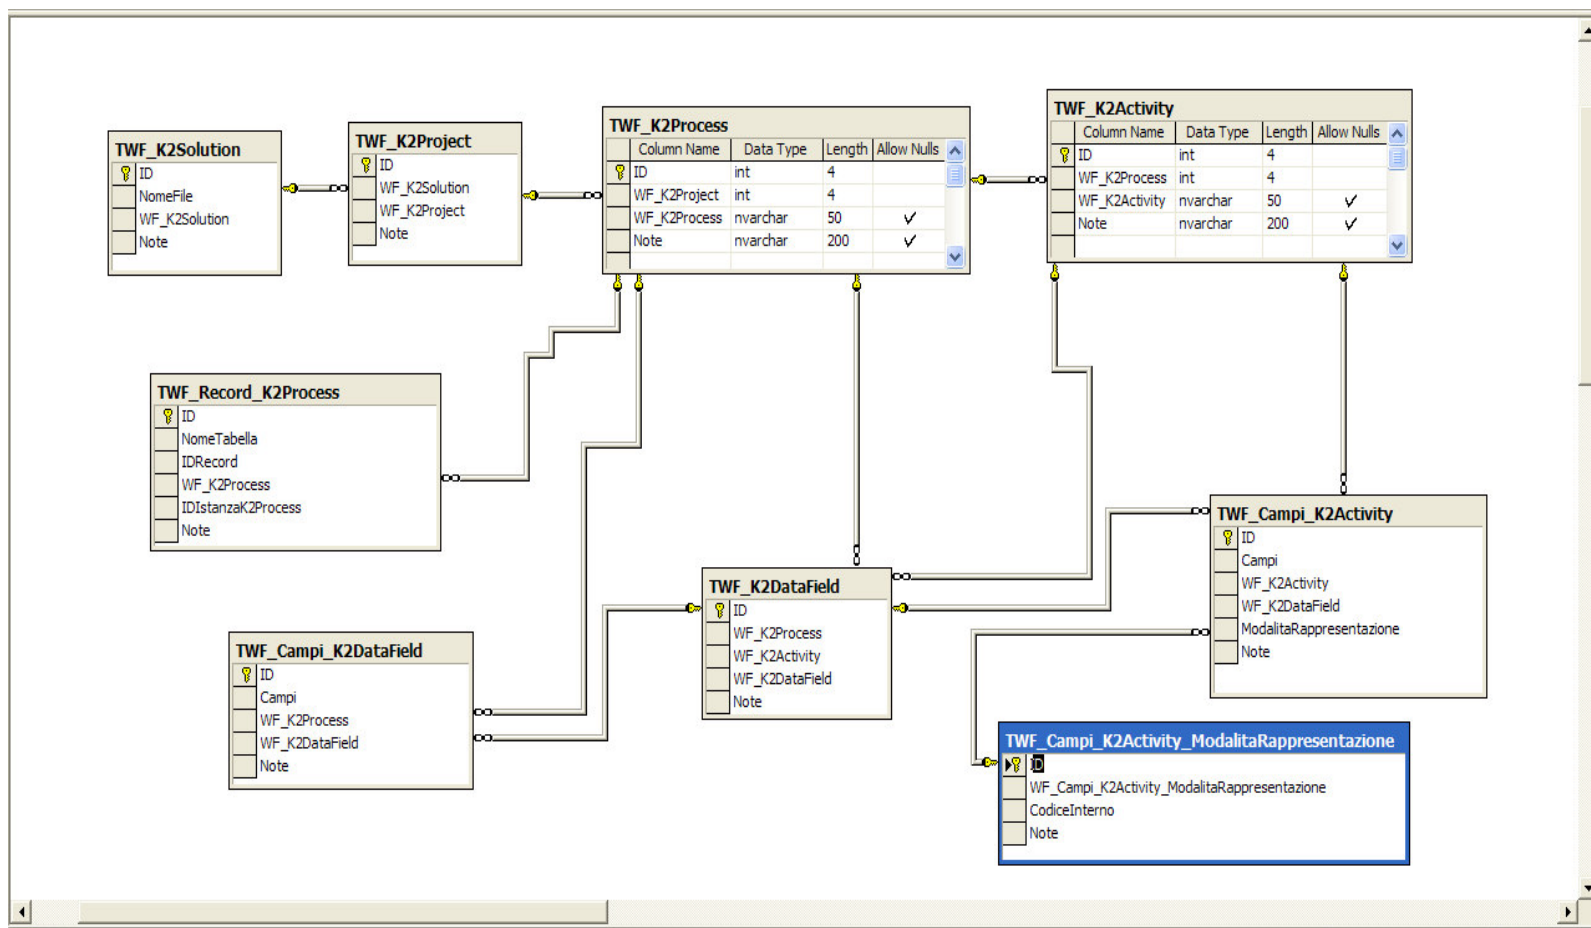 TWF_K2Solution
ID
NomeFile
WF_K2Solution
Note
TWF_K2Project
ID
WF_K2Solution
WF_K2Project
Note
TWF_K2Process
Column Name Data Type Length Allow Nulls
ID int 4
WF_K2Project int 4
WF_K2Process nvarchar 50
Note nvarchar 200
TWF_K2Activity
Column Name Data Type Length Allow Nulls
ID int 4
WF_K2Process int 4
WF_K2Activity nvarchar 50
Note nvarchar 200
TWF_Record_K2Process
ID
NomeTabella
IDRecord
WF_K2Process
IDIstanzaK2Process
Note
TWF_Campi_K2Activity
ID
Campi
WF_K2Activity
WF_K2DataField
ModalitaRappresentazione
Note
TWF_K2DataField
ID
WF_K2Process
WF_K2Activity
WF_K2DataField
Note
TWF_Campi_K2DataField
ID
Campi
WF_K2Process
WF_K2DataField
Note
TWF_Campi_K2Activity_ModalitaRappresentazione
ID
WF_Campi_K2Activity_ModalitaRappresentazione
CodiceInterno
Note